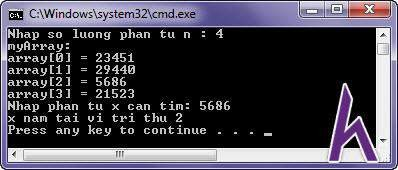 C:\Windows\system32\cmd.exe
Nhap so luong phan tu n : 4
myArray:
array[0] = 23451
array[1] = 29440
array[2] = 5686
array[3] = 21523
Nhap phan tu x can tim: 5686
x nam tai vi tri thu 2
Press any key to continue . . . _